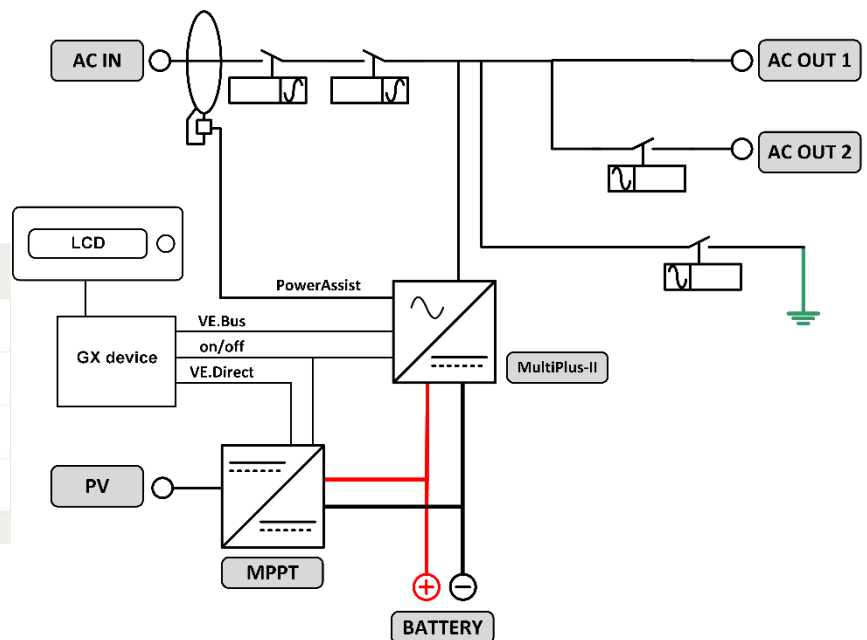 AC IN
AC OUT 1
AC OUT 2
LCD
PowerAssist
VE.Bus
GX device
on/off
MultiPlus-II
VE.Direct
PV
MPPT
+
−
BATTERY